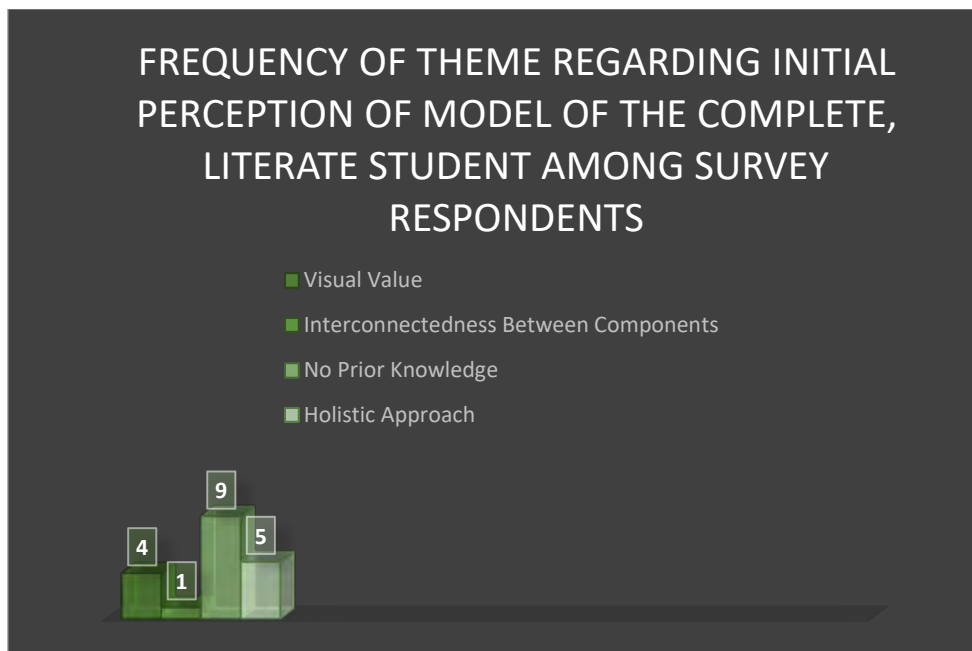 FREQUENCY OF THEME REGARDING INITIAL
PERCEPTION OF MODEL OF THE COMPLETE,
LITERATE STUDENT AMONG SURVEY
RESPONDENTS
Visual Value
Interconnectedness Between Components
No Prior Knowledge
Holistic Approach
4
1
9
5